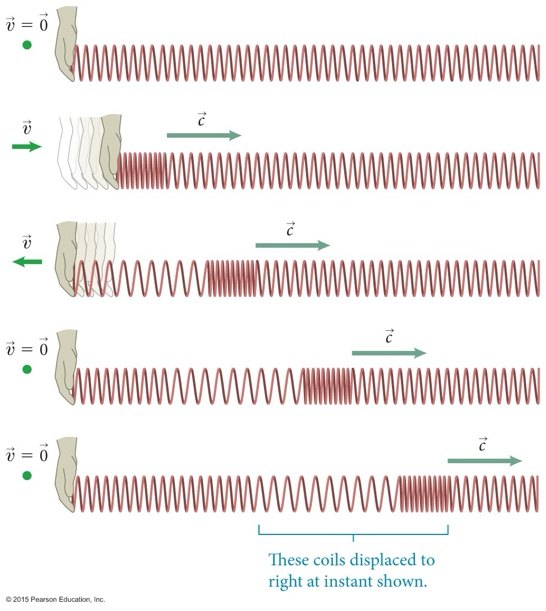 v⃗ = 0⃗
v⃗
c⃗
v⃗
c⃗
v⃗ = 0⃗
c⃗
v⃗ = 0⃗
c⃗
These coils displaced to
right at instant shown.
© 2015 Pearson Education, Inc.